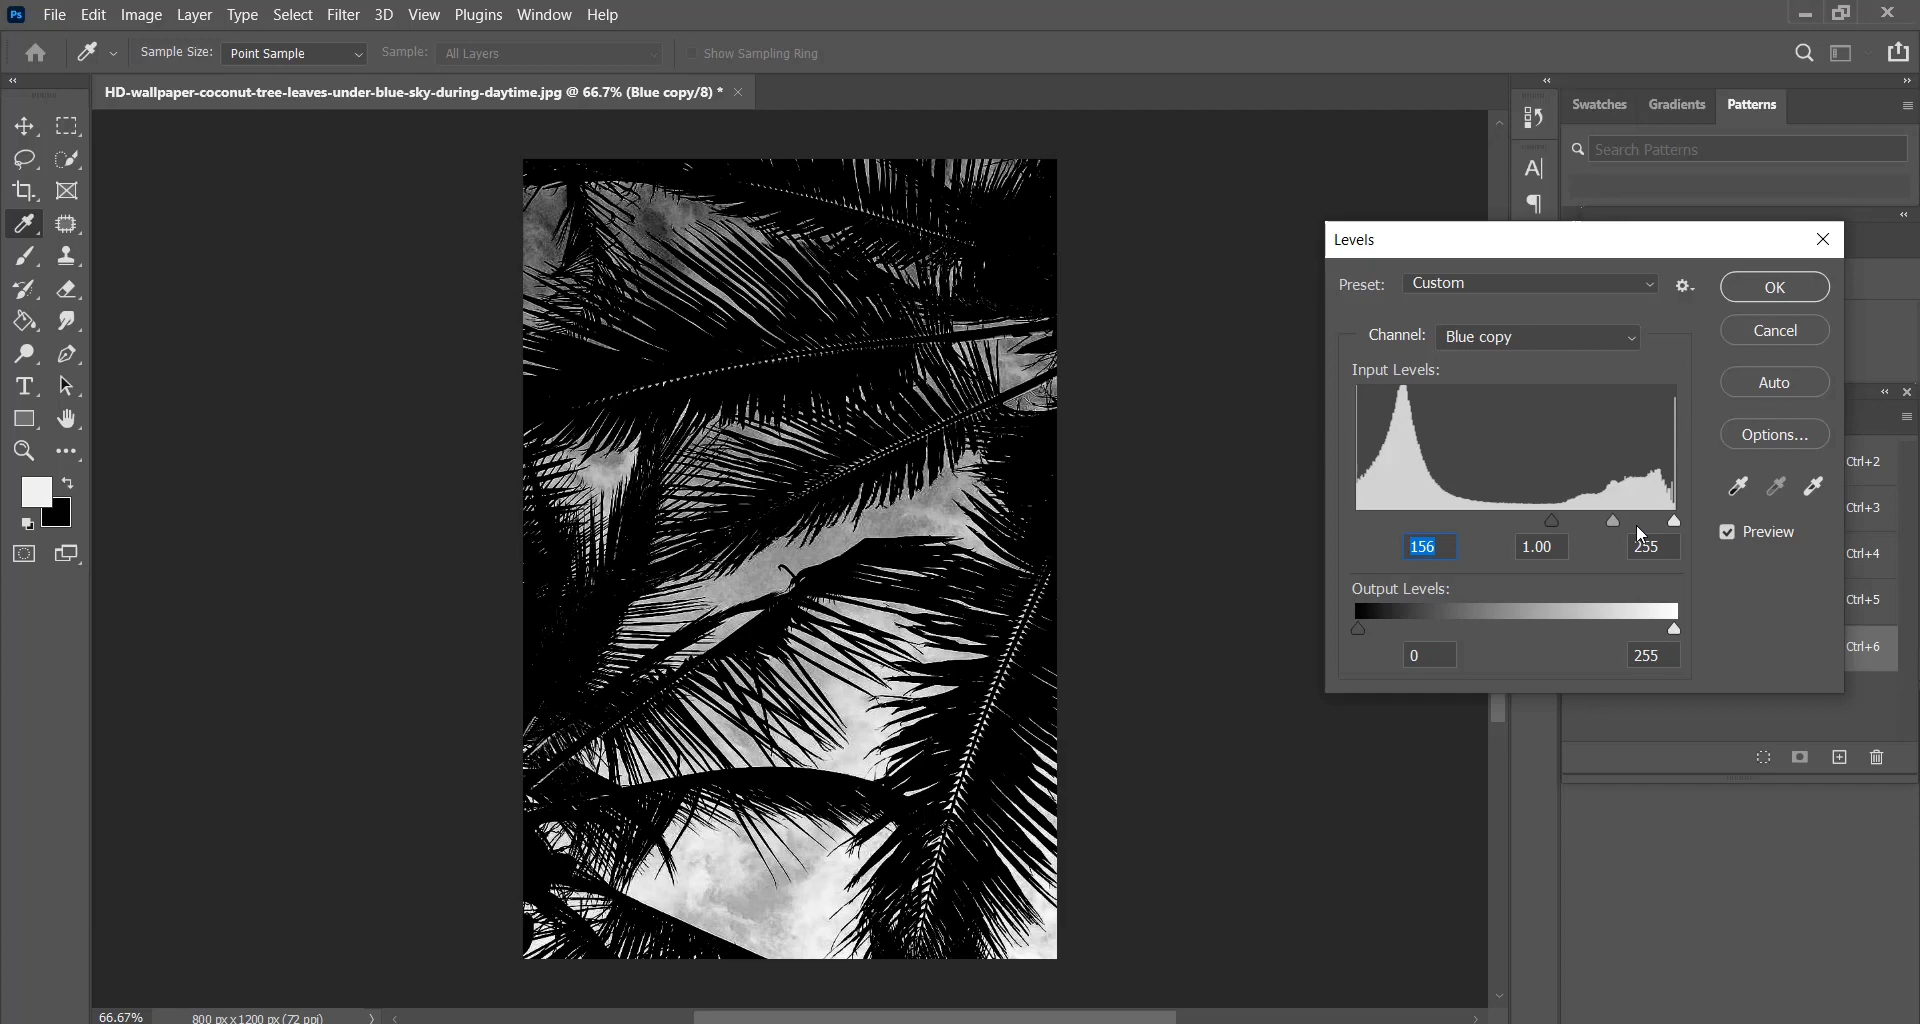 Ps File Edit Image Layer Type Select Filter 3D View Plugins Window Help
Sample Size: Point Sample Sample: All Layers Show Sampling Ring
HD-wallpaper-coconut-tree-leaves-under-blue-sky-during-daytime.jpg @ 66.7% (Blue copy/8) *
Swatches Gradients Patterns
Search Patterns
Levels
Preset: Custom
OK
Channel: Blue copy
Cancel
Input Levels:
Auto
Options...
156 1.00 255
Preview
Output Levels:
0 255
Ctrl+2
Ctrl+3
Ctrl+4
Ctrl+5
Ctrl+6
66.67% 800 px x 1200 px (72 ppi)